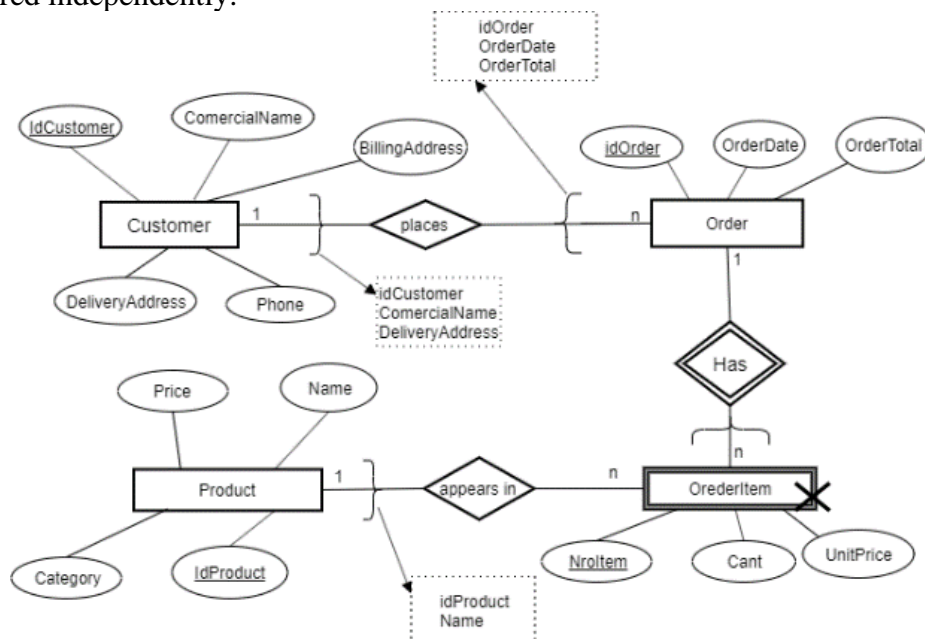 red independently.
idOrder
OrderDate
OrderTotal
IdCustomer
ComercialName
BillingAddress
idOrder
OrderDate
OrderTotal
Customer
1
places
n
Order
1
DeliveryAddress
Phone
idCustomer
ComercialName
DeliveryAddress
Has
Price
Name
n
Product
1
appears in
n
OrederItem
Category
IdProduct
NroItem
Cant
UnitPrice
idProduct
Name